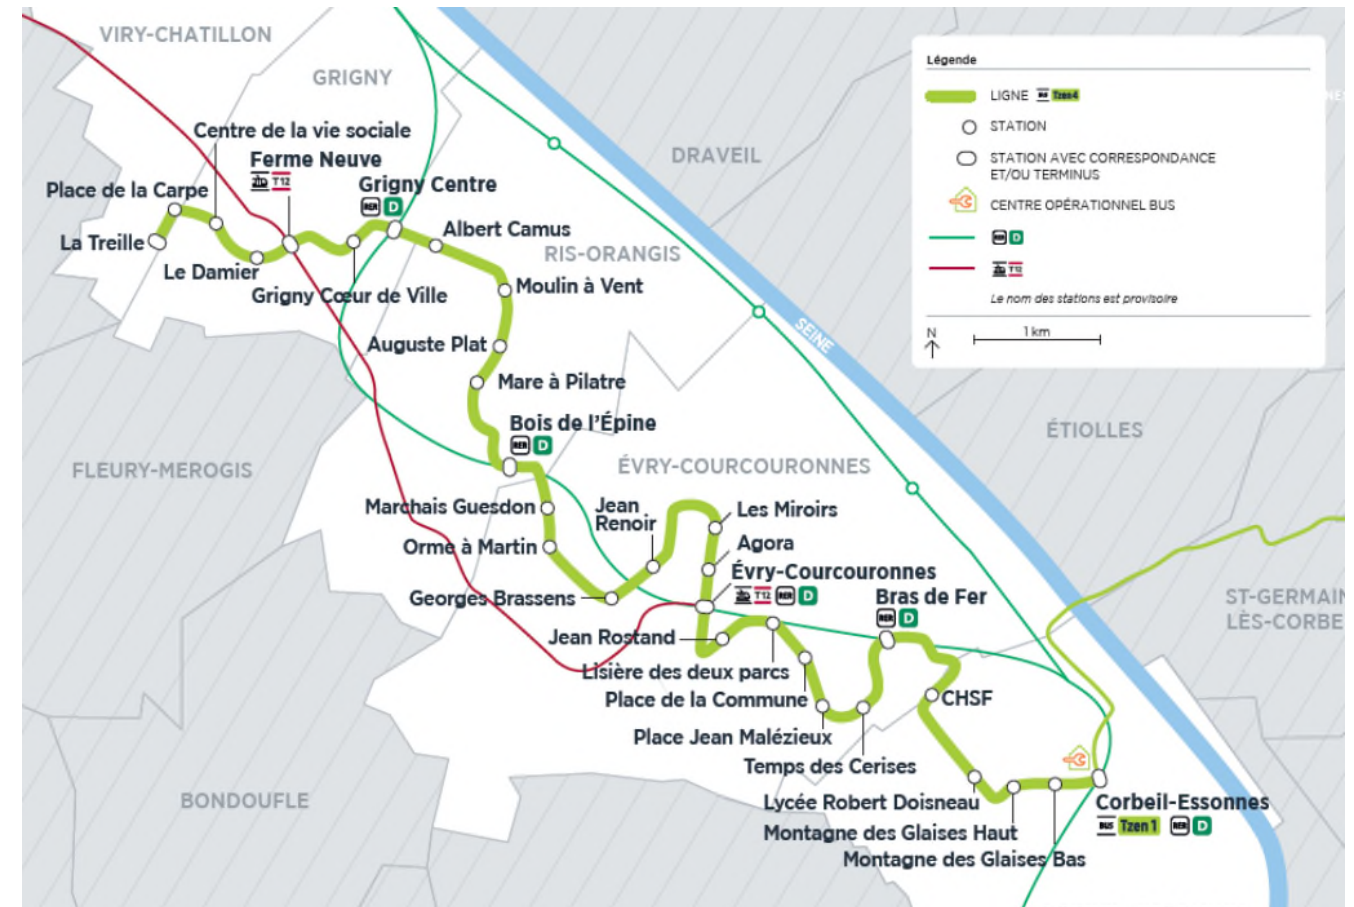 VIRY-CHATILLON
GRIGNY
Centre de la vie sociale
Ferme Neuve
T12
Place de la Carpe
Grigny Centre
RER D
La Treille
Albert Camus
Le Damier
RIS-ORANGIS
Grigny Cœur de Ville
Moulin à Vent
Auguste Plat
Mare à Pilatre
Bois de l'Épine
RER D
DRAVEIL
SEINE
Légende
LIGNE BUS Tzen4
STATION
STATION AVEC CORRESPONDANCE
ET/OU TERMINUS
CENTRE OPÉRATIONNEL BUS
RER D
T12
Le nom des stations est provisoire
N
1 km
ÉTIOLLES
FLEURY-MEROGIS
ÉVRY-COURCOURONNES
Marchais Guesdon
Jean
Renoir
Les Miroirs
Orme à Martin
Agora
Évry-Courcouronnes
T12 RER D
Georges Brassens
Bras de Fer
RER D
ST-GERMAIN
LÈS-CORBE
Jean Rostand
Lisière des deux parcs
Place de la Commune
CHSF
Place Jean Malézieux
Temps des Cerises
BONDOUFLE
Lycée Robert Doisneau
Corbeil-Essonnes
BUS Tzen1 RER D
Montagne des Glaises Haut
Montagne des Glaises Bas